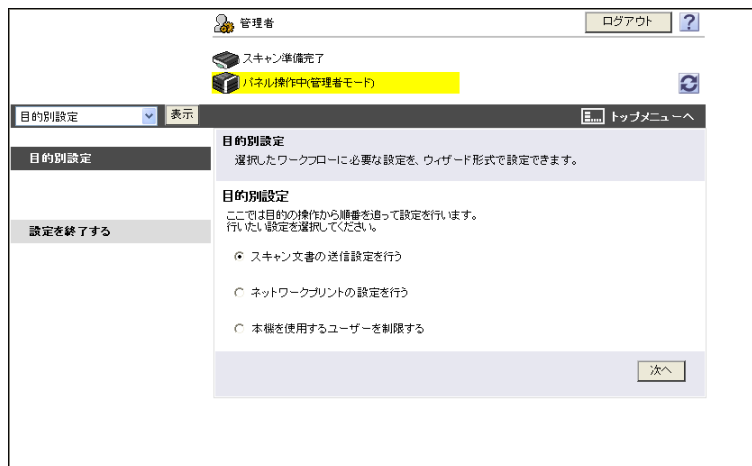 管理者
ログアウト
?
スキャン準備完了
パネル操作中(管理者モード)
目的別設定
表示
トップメニューへ
目的別設定
設定を終了する
目的別設定
選択したワークフローに必要な設定を、ウィザード形式で設定できます。
目的別設定
ここでは目的の操作から順番を追って設定を行います。
行いたい設定を選択してください。
スキャン文書の送信設定を行う
ネットワークプリントの設定を行う
本機を使用するユーザーを制限する
次へ